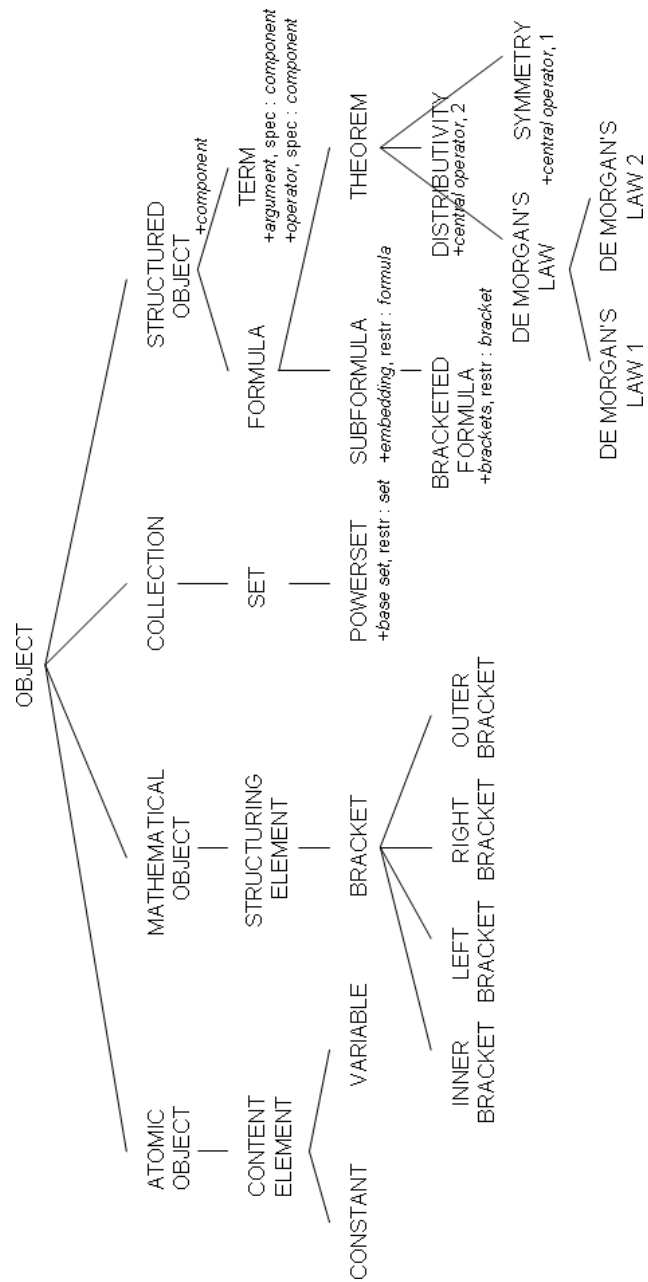 OBJECT
ATOMIC
OBJECT
MATHEMATICAL
OBJECT
COLLECTION
STRUCTURED
OBJECT
+component
CONTENT
ELEMENT
STRUCTURING
ELEMENT
SET
FORMULA
TERM
+argument, spec : component
+operator, spec : component
CONSTANT
VARIABLE
BRACKET
POWERSET
+base set, restr : set
SUBFORMULA
+embedding, restr : formula
THEOREM
INNER
BRACKET
LEFT
BRACKET
RIGHT
BRACKET
OUTER
BRACKET
BRACKETED
FORMULA
+brackets, restr : bracket
DISTRIBUTIVITY
+central operator, 2
DE MORGAN'S
LAW
SYMMETRY
+central operator, 1
DE MORGAN'S
LAW 1
DE MORGAN'S
LAW 2